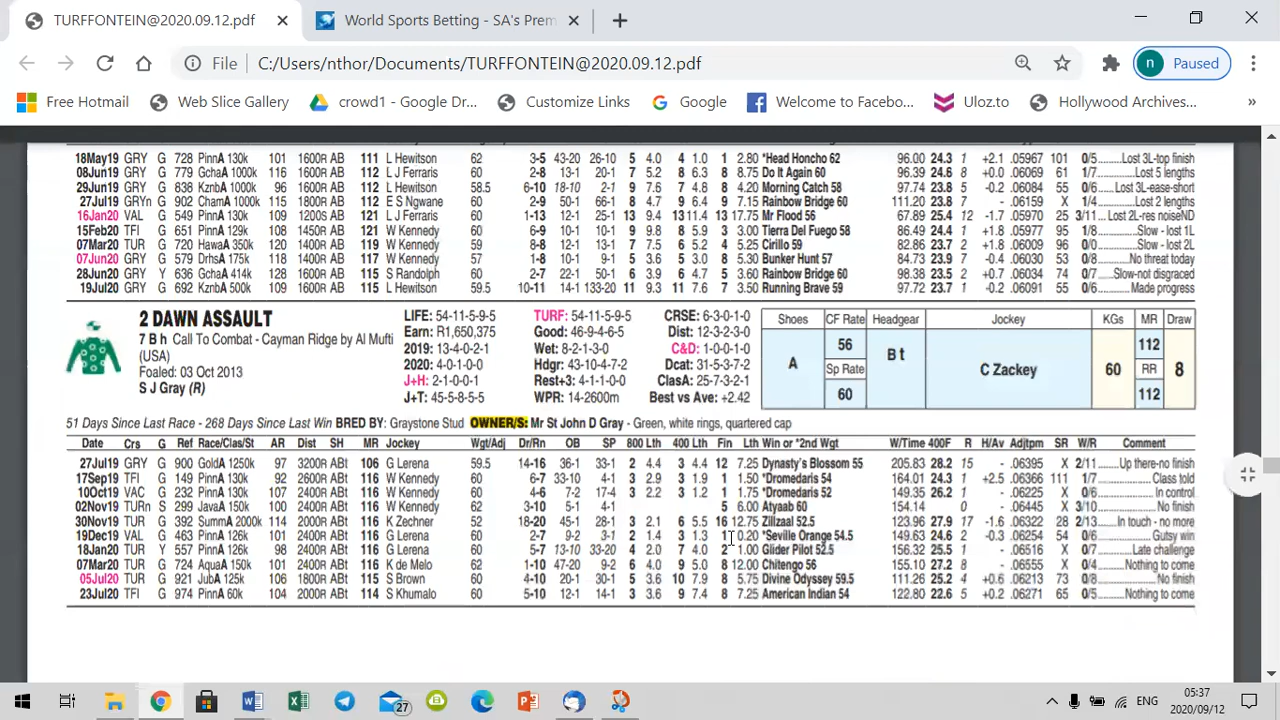 TURFFONTEIN@2020.09.12.pdf
World Sports Betting - SA's Prem
File C:/Users/nthor/Documents/TURFFONTEIN@2020.09.12.pdf n Paused
Free Hotmail Web Slice Gallery crowd1 - Google Dr... Customize Links Google Welcome to Facebo... Uloz.to Hollywood Archives... »
18May19 GRY G 728 PinnA 130k 101 1600R AB 111 L Hewitson 62 3-5 43-20 26-10 5 4.0 4 1.0 1 2.80 *Head Honcho 62 96.00 24.3 1 +2.1 .05967 101 0/5 Lost 3L-top finish
08Jun19 GRY G 779 GchaA 1000k 116 1600R AB 112 L J Ferraris 60 2-8 13-1 20-1 7 5.2 8 6.3 8 8.75 Do It Again 60 96.39 24.6 8 +0.0 .06069 61 1/7 Lost 5 lengths
29Jun19 GRY G 838 KznbA 1000k 96 1600R AB 112 L Hewitson 58.5 6-10 18-10 2-1 9 7.6 7 4.8 8 4.20 Morning Catch 58 97.74 23.8 5 -0.2 .06084 55 0/6 Lost 3L-ease-short
27Jul19 GRY G 902 ChamA 1000k 115 1800R AB 112 E S Ngwane 60 2-9 50-1 66-1 8 4.7 9 6.4 9 7.15 Rainbow Bridge 60 111.20 23.8 7 - .06159 X 1/4 Lost 2 lengths
16Jan20 VAL G 549 PinnA 130k 109 1200S AB 121 L J Ferraris 60 1-13 12-1 25-1 13 9.4 13 11.4 13 17.75 Mr Flood 56 67.89 25.4 12 -1.7 .05970 25 3/11 Lost 2L-res noiseND
15Feb20 TFI G 651 PinnA 129k 108 1450R AB 121 W Kennedy 60 6-9 10-1 10-1 9 9.8 8 5.9 3 3.00 Tierra Del Fuego 58 86.49 24.4 1 +1.8 .05977 95 1/8 Slow - lost 1L
07Mar20 TUR G 720 HawaA 350k 120 1400R AB 119 W Kennedy 59 3-8 12-1 13-1 7 7.5 6 5.2 4 5.25 Cirillo 59 82.86 23.7 2 +1.8 .06009 96 0/0 Slow - lost 2L
07Jun20 TUR G 579 DrhsA 175k 118 1400R AB 117 W Kennedy 57 1-8 10-1 9-1 5 3.6 5 3.0 8 5.30 Bunker Hunt 57 84.73 23.9 7 -0.4 .06030 53 0/8 No threat today
28Jun20 GRY Y 636 GchaA 414k 128 1600R AB 115 S Randolph 60 2-7 22-1 50-1 6 3.9 6 4.7 5 3.60 Rainbow Bridge 60 98.38 23.5 2 +0.7 .06034 74 0/7 Slow-not disgraced
19Jul20 GRY Y 692 KznbA 500k 109 1600R AB 115 L Hewitson 59.5 10-11 14-1 133-20 11 9.3 11 7.6 7 3.50 Running Brave 59 97.72 23.7 1 -0.2 .06091 55 0/6 Made progress
2 DAWN ASSAULT
7 B h Call To Combat - Cayman Ridge by Al Mufti
(USA)
Foaled: 03 Oct 2013
S J Gray (R)
LIFE: 54-11-5-9-5 TURF: 54-11-5-9-5 CRSE: 6-3-0-1-0
Earn: R1,650,375 Good: 46-9-4-6-5 Dist: 12-3-2-3-0
2019: 13-4-0-2-1 Wet: 8-2-1-3-0 C&D: 1-0-0-1-0
2020: 4-0-1-0-0 Hdgr: 43-10-4-7-2 Dcat: 31-5-3-7-2
J+H: 2-1-0-0-1 Rest+3: 4-1-1-0-0 ClasA: 25-7-3-2-1
J+T: 45-5-8-5-5 WPR: 14-2600m Best vs Ave: +2.42
Shoes CF Rate Headgear Jockey KGs MR Draw
A 56 B t C Zackey 60 112 8
Sp Rate RR
60 112
51 Days Since Last Race - 268 Days Since Last Win BRED BY: Graystone Stud OWNER/S: Mr St John D Gray - Green, white rings, quartered cap
Date Crs G Ref Race/Clas/St AR Dist SH MR Jockey Wgt/Adj Dr/Rn OB SP 800 Lth 400 Lth Fin Lth Win or *2nd Wgt W/Time 400F R H/Av Adjtpm SR W/R Comment
27Jul19 GRY G 900 GoldA 1250k 97 3200R ABt 106 G Lerena 59.5 14-16 36-1 33-1 2 4.4 3 4.4 12 7.25 Dynasty's Blossom 55 205.83 28.2 15 - .06395 X 2/11 Up there-no finish
17Sep19 TFI G 149 PinnA 130k 92 2600R ABt 107 W Kennedy 60 6-7 33-10 4-1 3 2.9 3 1.9 1 1.50 *Dromedaris 54 164.01 24.3 1 +2.5 .06366 111 1/7 Class told
10Oct19 VAC G 232 PinnA 130k 107 2400R ABt 107 W Kennedy 60 4-6 7-2 17-4 3 2.2 3 1.2 1 1.75 *Dromedaris 52 149.35 26.2 1 - .06225 X 0/6 In control
02Nov19 TURn S 299 JavaA 150k 100 2400R ABt 116 W Kennedy 60 3-10 5-1 4-1 5 6.00 Atyaab 60 154.14 0 - X 3/10 No finish
30Nov19 TUR G 392 SummA 2000k 114 2000R ABt 116 K Zechner 52 18-20 45-1 28-1 3 2.1 6 5.5 16 12.75 Zillzaal 52.5 123.96 27.9 17 -1.6 .06322 28 2/13 In touch - no more
19Dec19 VAL G 463 PinnA 126k 101 2400R ABt 116 G Lerena 60 2-7 9-2 4-1 2 1.4 3 1.3 1 0.20 *Seville Orange 54.5 149.63 24.6 2 -0.3 .06254 54 0/6 Gutsy win
18Jan20 TUR Y 557 PinnA 126k 98 2400R ABt 116 G Lerena 60 5-7 13-10 33-20 4 2.0 7 4.0 2 1.00 Glider Pilot 52.5 156.32 25.5 1 - .06516 X 0/6 Late challenge
07Mar20 TUR G 724 AquaA 150k 116 2400R ABt 116 K de Melo 60 1-10 47-20 9-2 6 4.0 9 5.0 8 12.00 Chitengo 56 155.10 27.2 8 - .06555 X 0/4 Nothing to come
05Jul20 TUR G 921 JubA 125k 110 1800R ABt 115 S Brown 60 4-10 20-1 30-1 5 3.6 10 7.9 8 5.75 Divine Odyssey 59.5 111.26 25.2 4 +0.6 .06213 73 0/8 No finish
23Jul20 TFI G 974 PinnA 60k 104 2000R ABt 114 S Khumalo 60 5-10 12-1 14-1 3 3.6 9 7.4 8 7.25 American Indian 54 122.80 22.6 5 +0.2 .06271 65 0/5 Nothing to come
27 ENG 05:37
2020/09/12